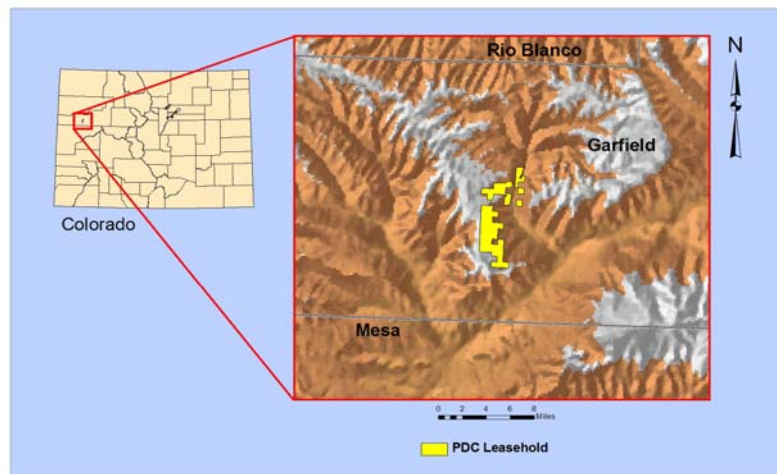 Rio Blanco
N
Garfield
Colorado
Mesa
0 2 4 6 8
Miles
PDC Leasehold